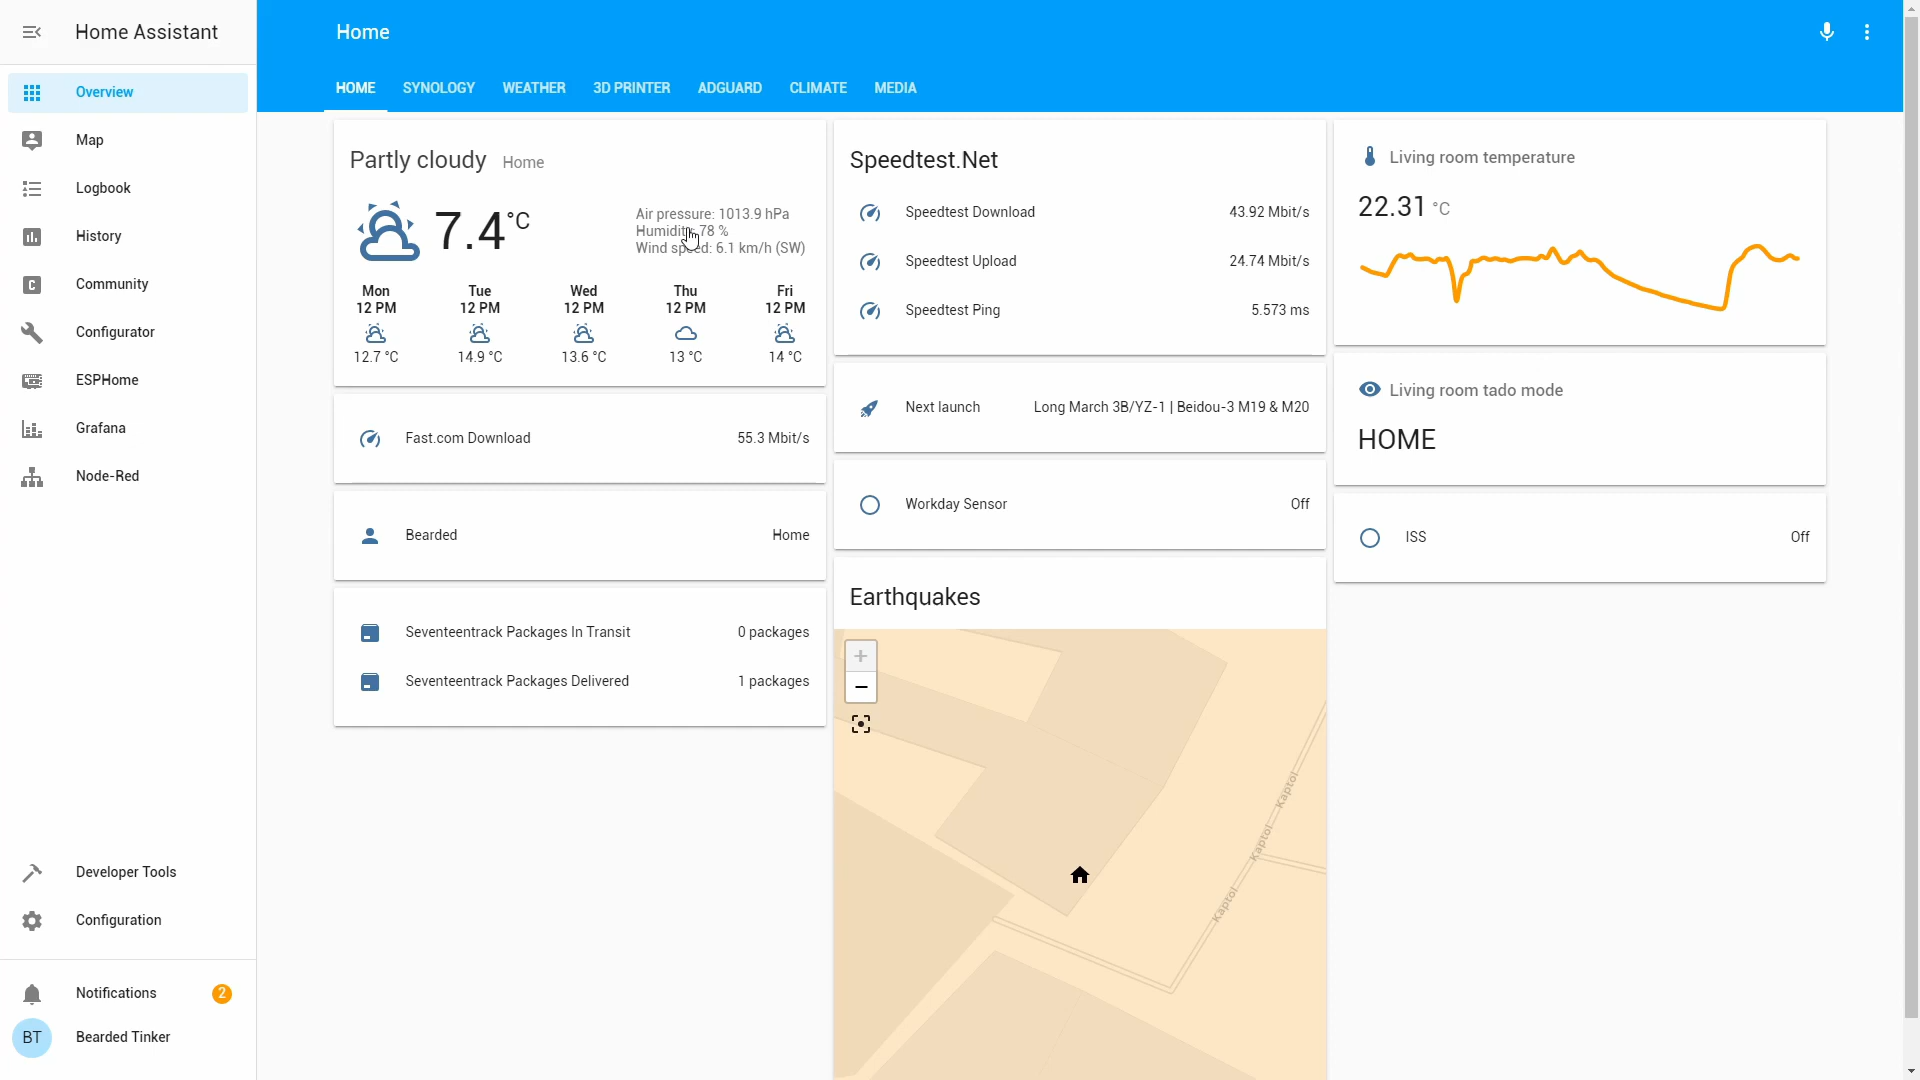 Home Assistant
Overview
Map
Logbook
History
Community
Configurator
ESPHome
Grafana
Node-Red
Developer Tools
Configuration
Notifications 2
BT Bearded Tinker
Home
HOME SYNOLOGY WEATHER 3D PRINTER ADGUARD CLIMATE MEDIA
Partly cloudy Home
7.4 °C
Air pressure: 1013.9 hPa
Humidity: 78 %
Wind speed: 6.1 km/h (SW)
Mon Tue Wed Thu Fri
12 PM 12 PM 12 PM 12 PM 12 PM
12.7 °C 14.9 °C 13.6 °C 13 °C 14 °C
Fast.com Download 55.3 Mbit/s
Bearded Home
Seventeentrack Packages In Transit 0 packages
Seventeentrack Packages Delivered 1 packages
Speedtest.Net
Speedtest Download 43.92 Mbit/s
Speedtest Upload 24.74 Mbit/s
Speedtest Ping 5.573 ms
Next launch Long March 3B/YZ-1 | Beidou-3 M19 & M20
Workday Sensor Off
Earthquakes
+
−
Kaptol
Kaptol
Kaptol
Living room temperature
22.31 °C
Living room tado mode
HOME
ISS Off